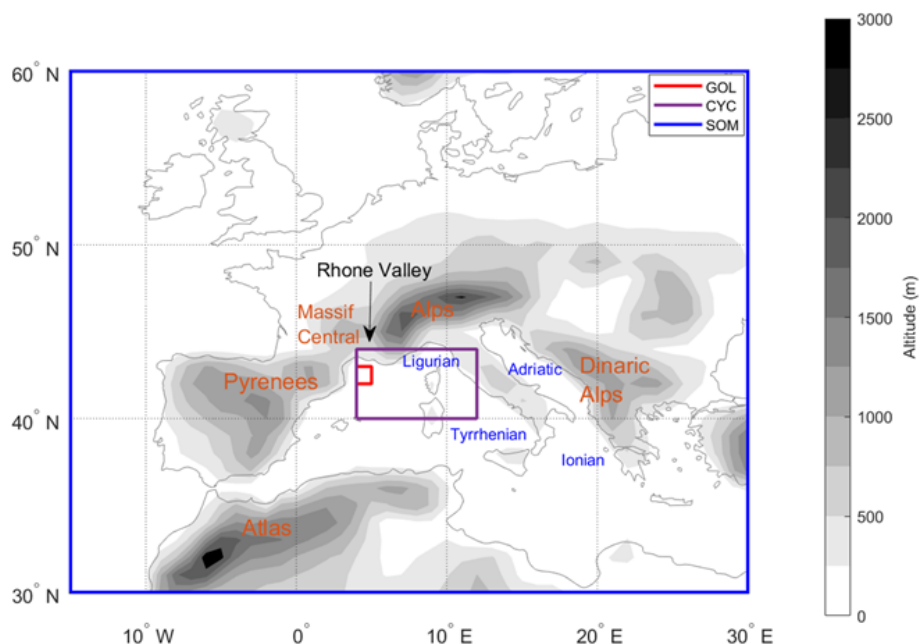 3000
60° N
GOL
CYC
SOM
2500
2000
50° N
Rhone Valley
Massif
Central
Alps
Altitude (m)
1500
Ligurian
Adriatic
Dinaric
Alps
Pyrenees
1000
40° N
Tyrrhenian
Ionian
500
Atlas
30° N
0
10° W
0°
10° E
20° E
30° E